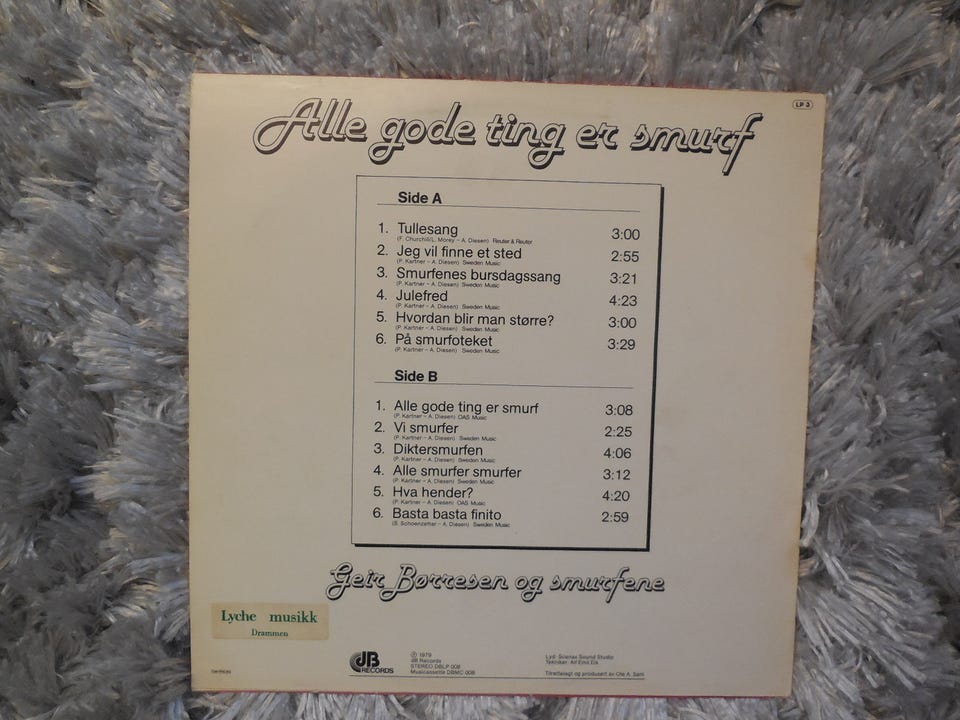 LP 3
Alle gode ting er smurf
Side A
1. Tullesang 3:00
(F. Churchill/L. Morey – A. Diesen) Reuter & Reuter
2. Jeg vil finne et sted 2:55
(P. Kartner – A. Diesen) Sweden Music
3. Smurfenes bursdagssang 3:21
(P. Kartner – A. Diesen) Sweden Music
4. Julefred 4:23
(P. Kartner – A. Diesen) Sweden Music
5. Hvordan blir man større? 3:00
(P. Kartner – A. Diesen) Sweden Music
6. På smurfoteket 3:29
(P. Kartner – A. Diesen) Sweden Music
Side B
1. Alle gode ting er smurf 3:08
(P. Kartner – A. Diesen) OAS Music
2. Vi smurfer 2:25
(P. Kartner – A. Diesen) Sweden Music
3. Diktersmurfen 4:06
(P. Kartner – A. Diesen) Sweden Music
4. Alle smurfer smurfer 3:12
(P. Kartner – A. Diesen) Sweden Music
5. Hva hender? 4:20
(P. Kartner – A. Diesen) OAS Music
6. Basta basta finito 2:59
(S. – A. Diesen) Sweden Music
Geir Børresen og smurfene
Lyche musikk
Drammen
JB RECORDS
℗ 1979
JB Records
STEREO DBLP 008
Musicassette DBMC 008
Lyd: Scanax Sound Studio
Tekniker: Alf Emil Eik
Tilrettelagt og produsert av Ole A.